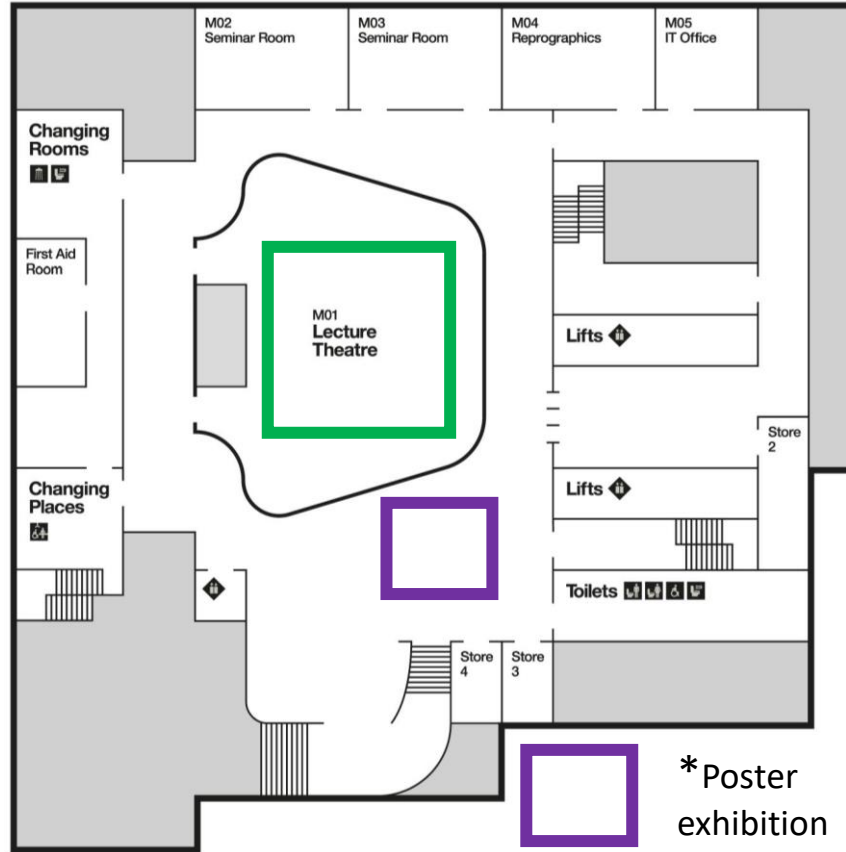 M02
Seminar Room
M03
Seminar Room
M04
Reprographics
M05
IT Office
Changing
Rooms
First Aid
Room
M01
Lecture
Theatre
Lifts
Store
2
Changing
Places
Lifts
Toilets
Store
4
Store
3
*Poster
exhibition